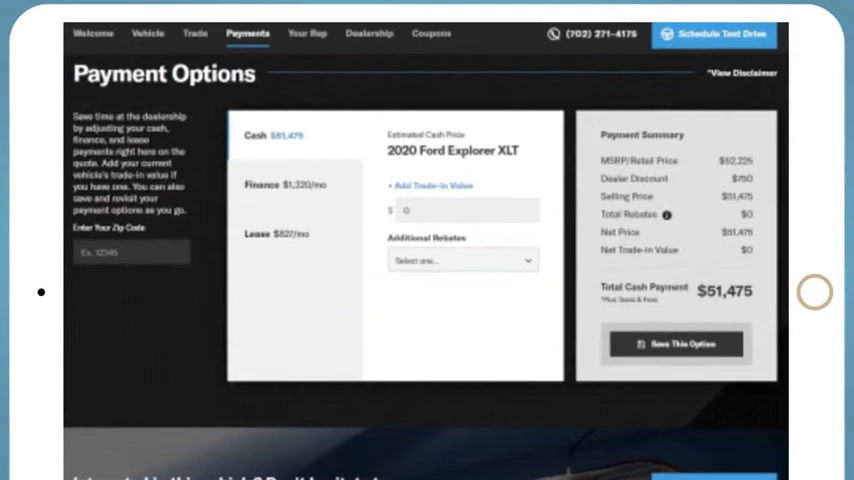 Welcome Vehicle Trade Payments Your Rep Dealership Coupons (702) 271-4175 Schedule Test Drive
Payment Options *View Disclaimer
Save time at the dealership
by adjusting your cash,
finance, and lease
payments right here on the
quote. Add your current
vehicle's trade-in value if
you have one. You can also
save and revisit your
payment options as you go.
Enter Your Zip Code
Ex. 12345
Cash $51,475
Finance $1,320/mo
Lease $827/mo
Estimated Cash Price
2020 Ford Explorer XLT
+ Add Trade-in Value
$ 0
Additional Rebates
Select one...
Payment Summary
MSRP/Retail Price $52,225
Dealer Discount $750
Selling Price $51,475
Total Rebates $0
Net Price $51,475
Net Trade-in Value $0
Total Cash Payment $51,475
*Plus Taxes & Fees
Save This Option